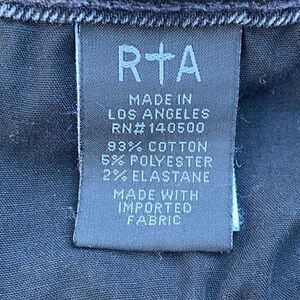 R†A
MADE IN
LOS ANGELES
RN#140500
93% COTTON
5% POLYESTER
2% ELASTANE
MADE WITH
IMPORTED
FABRIC